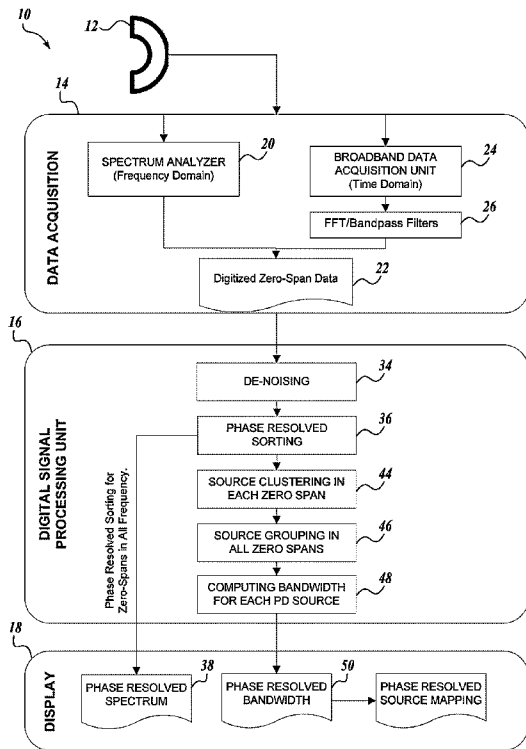 10
12
14
DATA ACQUISITION
SPECTRUM ANALYZER
(Frequency Domain)
20
BROADBAND DATA
ACQUISITION UNIT
(Time Domain)
24
FFT/Bandpass Filters
26
Digitized Zero-Span Data
22
16
DIGITAL SIGNAL
PROCESSING UNIT
DE-NOISING
34
PHASE RESOLVED
SORTING
36
Phase Resolved Sorting for
Zero-Spans in All Frequency.
SOURCE CLUSTERING IN
EACH ZERO SPAN
44
SOURCE GROUPING IN
ALL ZERO SPANS
46
COMPUTING BANDWIDTH
FOR EACH PD SOURCE
48
18
DISPLAY
PHASE RESOLVED
SPECTRUM
38
PHASE RESOLVED
BANDWIDTH
50
PHASE RESOLVED
SOURCE MAPPING